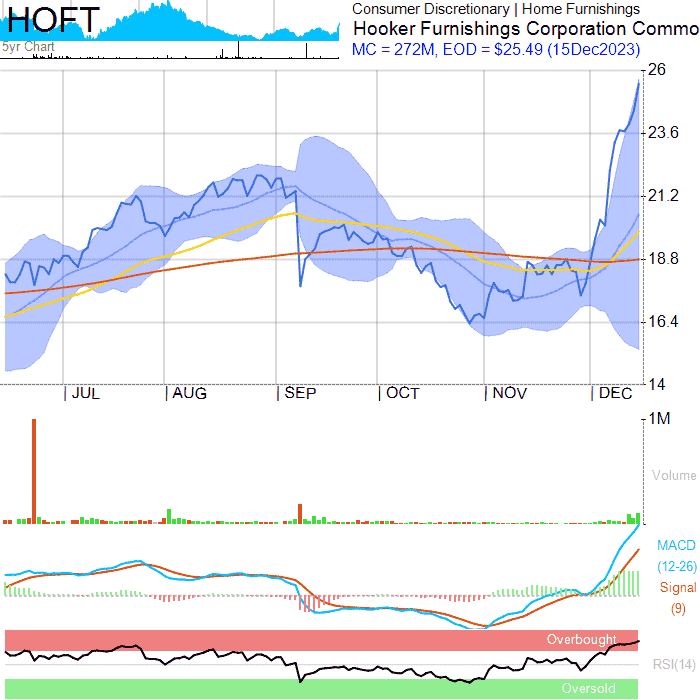 HOFT
5yr Chart
Consumer Discretionary | Home Furnishings
Hooker Furnishings Corporation Commo
MC = 272M, EOD = $25.49 (15Dec2023)
26
23.6
21.2
18.8
16.4
14
JUL
AUG
SEP
OCT
NOV
DEC
1M
Volume
MACD
(12-26)
Signal
(9)
Overbought
RSI(14)
Oversold